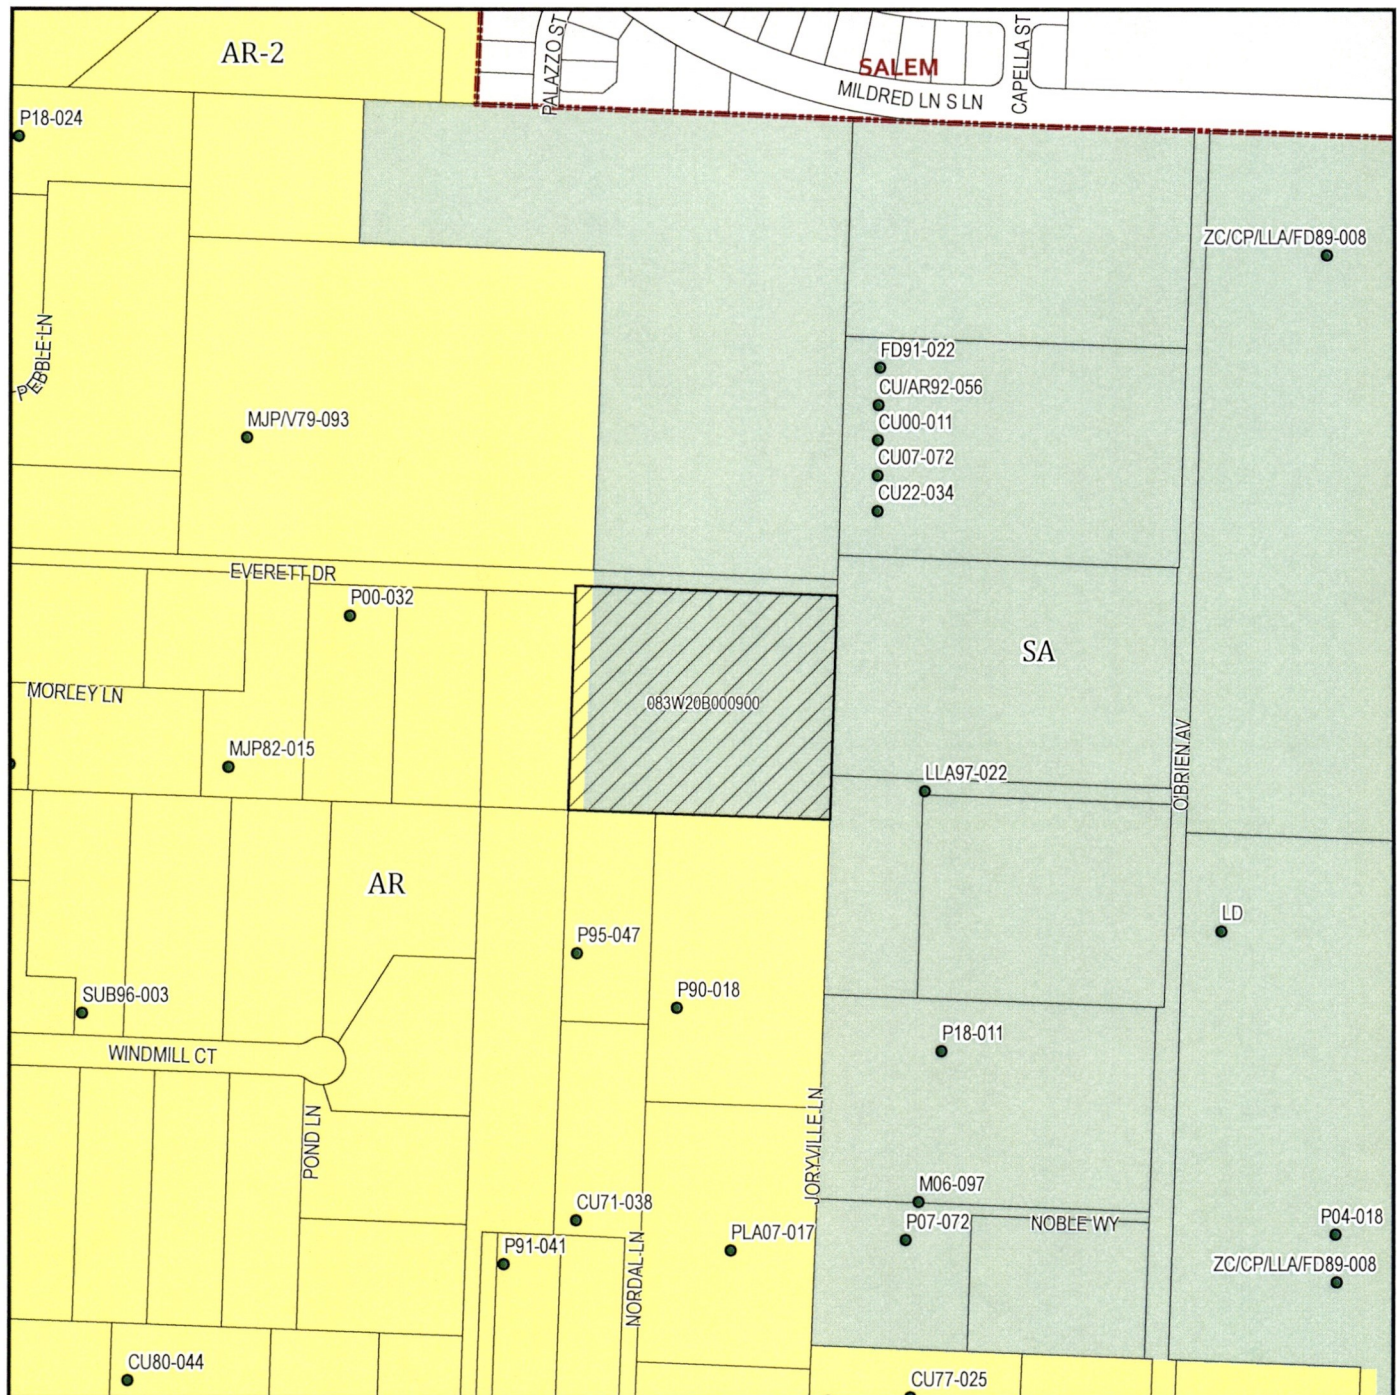 AR-2
PALAZZO ST
SALEM
MILDRED LN S LN
CAPELLA ST
P18-024
ZC/CP/LLA/FD89-008
PEBBLE LN
FD91-022
CU/AR92-056
CU00-011
CU07-072
CU22-034
MJP/V79-093
EVERETT DR
P00-032
SA
MORLEY LN
083W20B000900
MJP82-015
LLA97-022
O'BRIEN AV
AR
LD
P95-047
SUB96-003
P90-018
P18-011
WINDMILL CT
POND LN
JORYVILLE LN
CU71-038
M06-097
P07-072
NOBLE WY
P04-018
P91-041
NORDAL LN
PLA07-017
ZC/CP/LLA/FD89-008
CU80-044
CU77-025